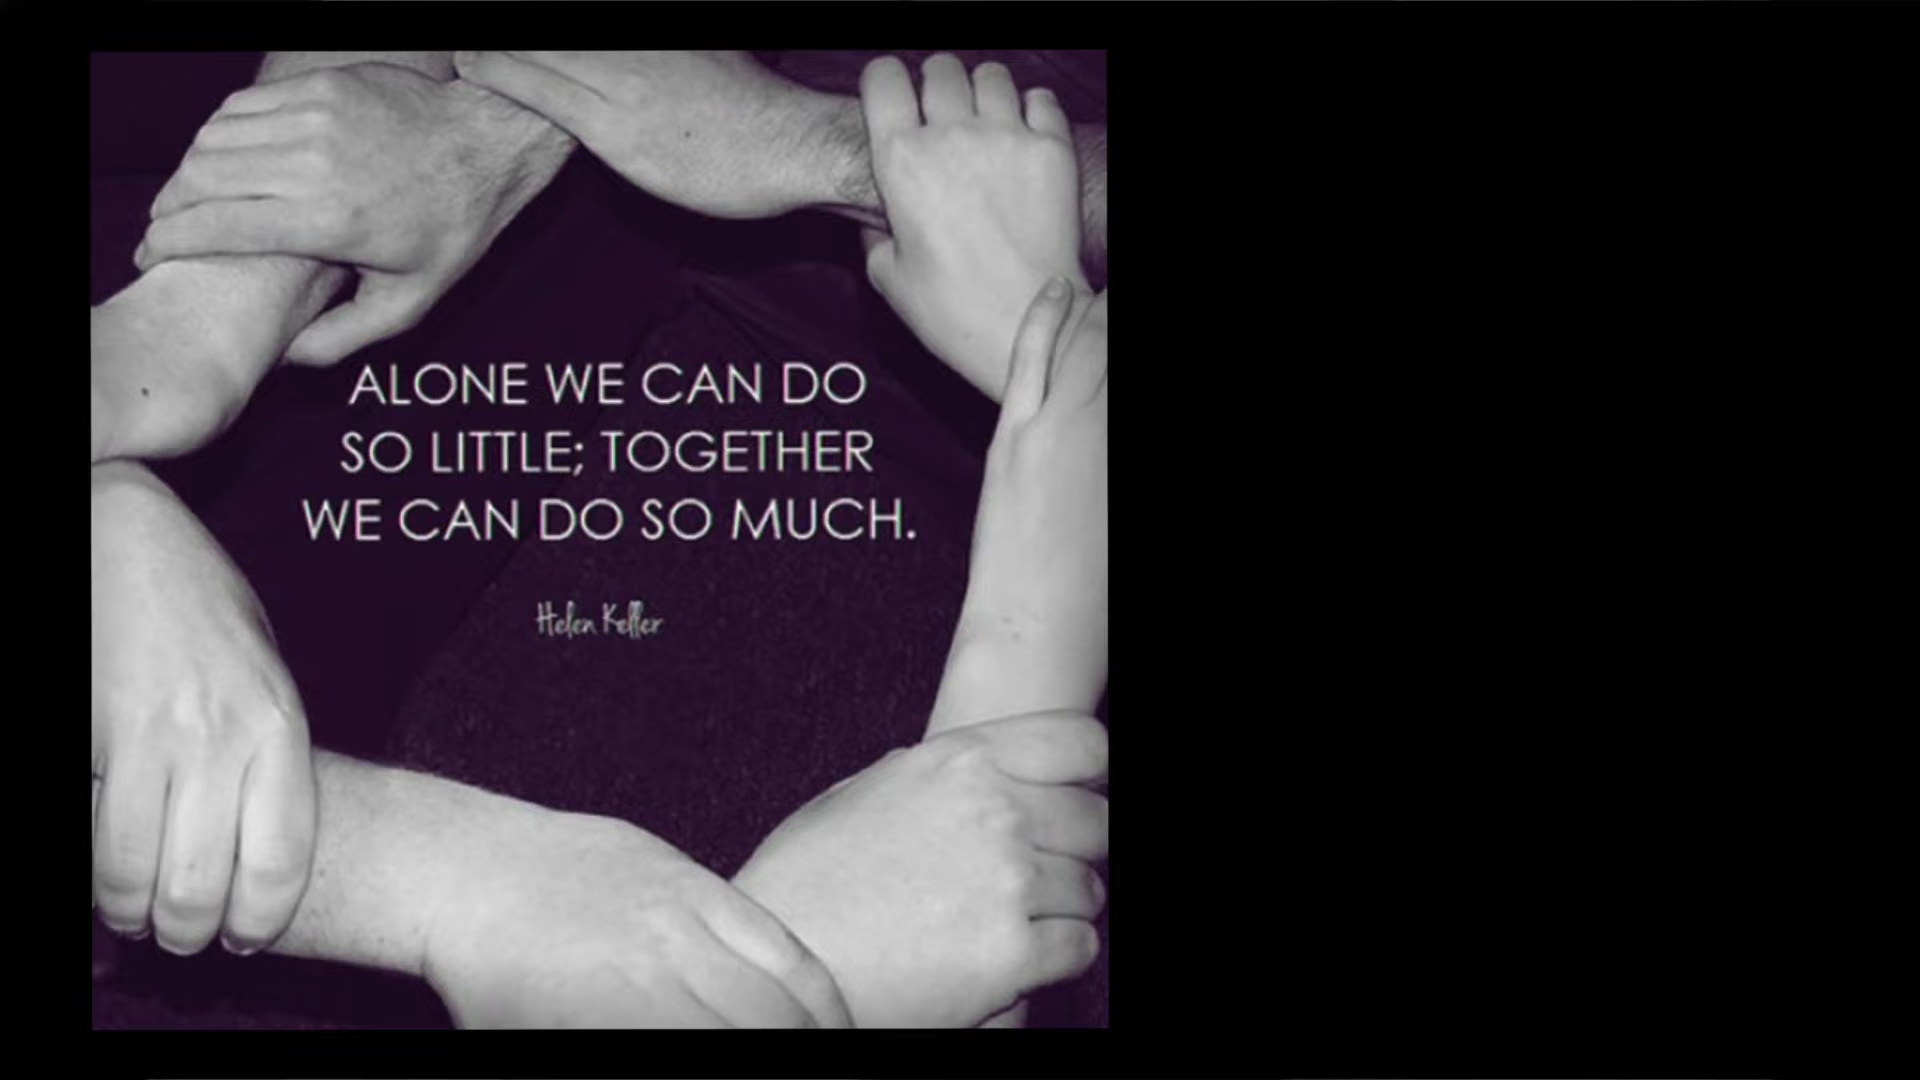 ALONE WE CAN DO
SO LITTLE; TOGETHER
WE CAN DO SO MUCH.
Helen Keller